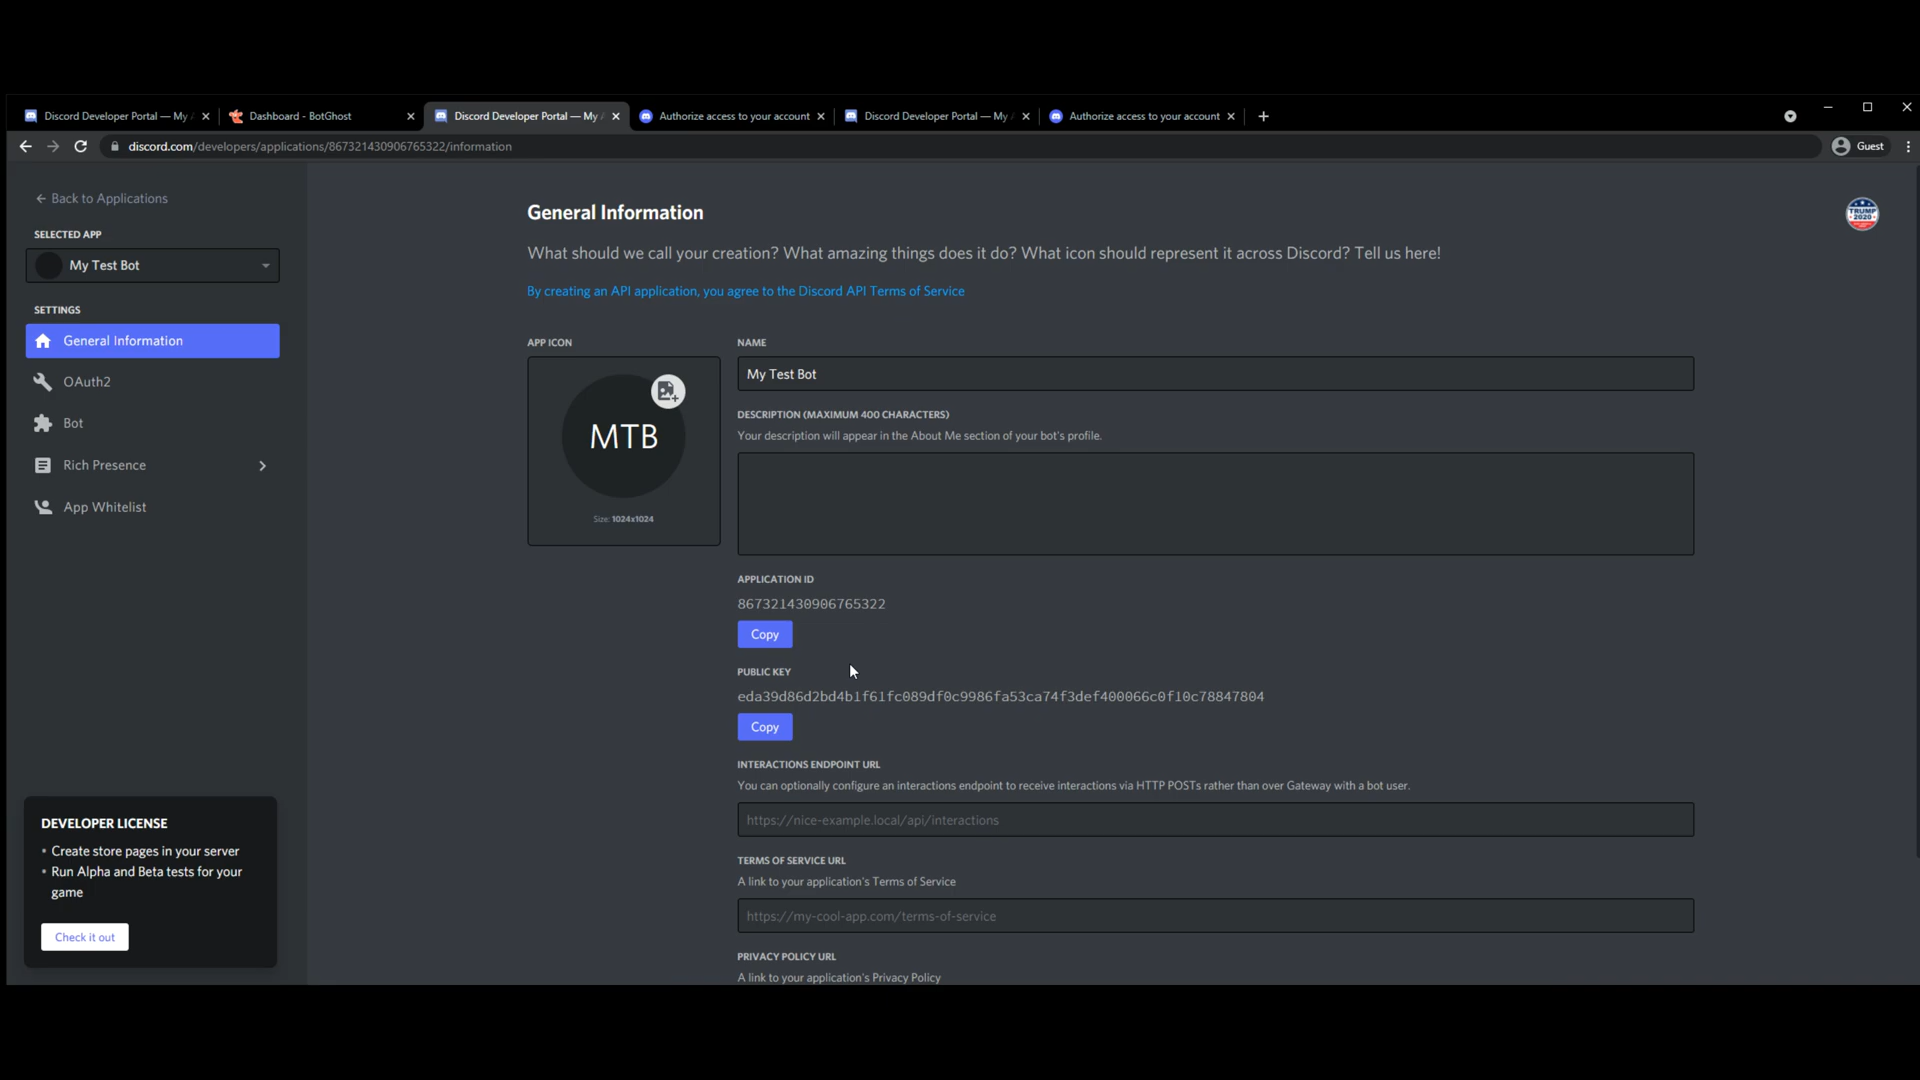 Discord Developer Portal — My A
Dashboard - BotGhost
Discord Developer Portal — My A
Authorize access to your account
Discord Developer Portal — My A
Authorize access to your account
discord.com/developers/applications/867321430906765322/information
Guest
Back to Applications
SELECTED APP
My Test Bot
SETTINGS
General Information
OAuth2
Bot
Rich Presence
App Whitelist
DEVELOPER LICENSE
• Create store pages in your server
• Run Alpha and Beta tests for your
game
Check it out
General Information
TRUMP
2020
What should we call your creation? What amazing things does it do? What icon should represent it across Discord? Tell us here!
By creating an API application, you agree to the Discord API Terms of Service
APP ICON
MTB
Size: 1024x1024
NAME
My Test Bot
DESCRIPTION (MAXIMUM 400 CHARACTERS)
Your description will appear in the About Me section of your bot's profile.
APPLICATION ID
867321430906765322
Copy
PUBLIC KEY
eda39d86d2bd4b1f61fc089df0c9986fa53ca74f3def400066c0f10c78847804
Copy
INTERACTIONS ENDPOINT URL
You can optionally configure an interactions endpoint to receive interactions via HTTP POSTs rather than over Gateway with a bot user.
https://nice-example.local/api/interactions
TERMS OF SERVICE URL
A link to your application's Terms of Service
https://my-cool-app.com/terms-of-service
PRIVACY POLICY URL
A link to your application's Privacy Policy